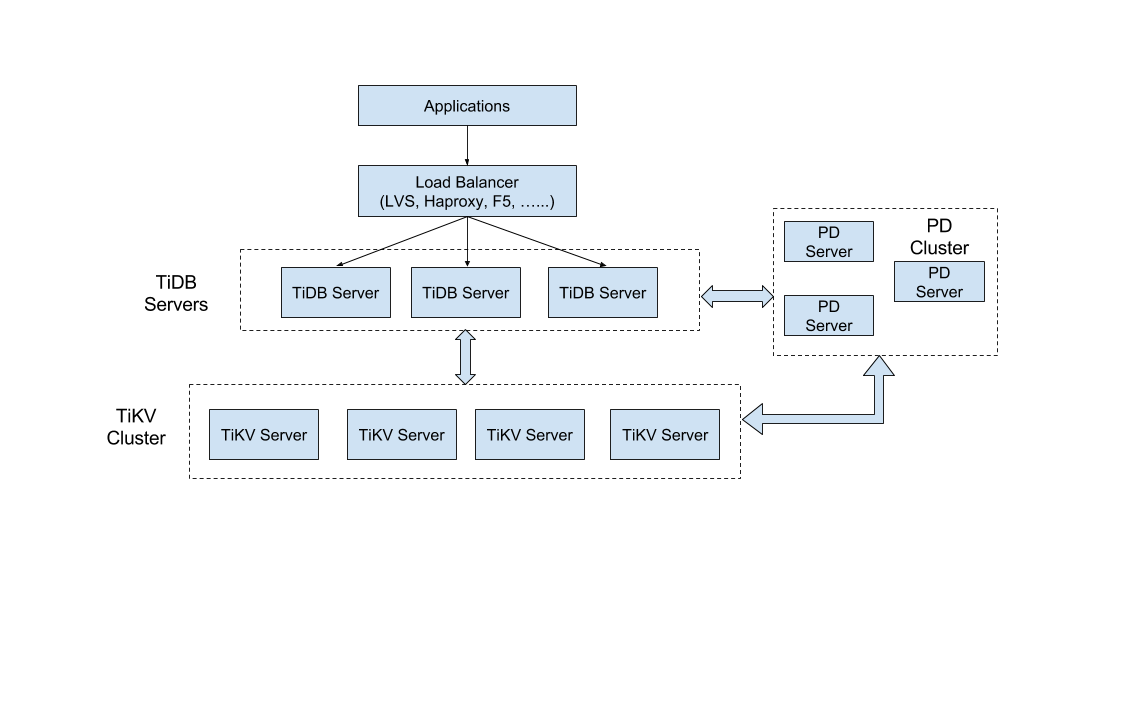 Applications
Load Balancer
(LVS, Haproxy, F5, …...)
TiDB
Servers
TiDB Server
TiDB Server
TiDB Server
PD
Cluster
PD
Server
PD
Server
PD
Server
TiKV
Cluster
TiKV Server
TiKV Server
TiKV Server
TiKV Server